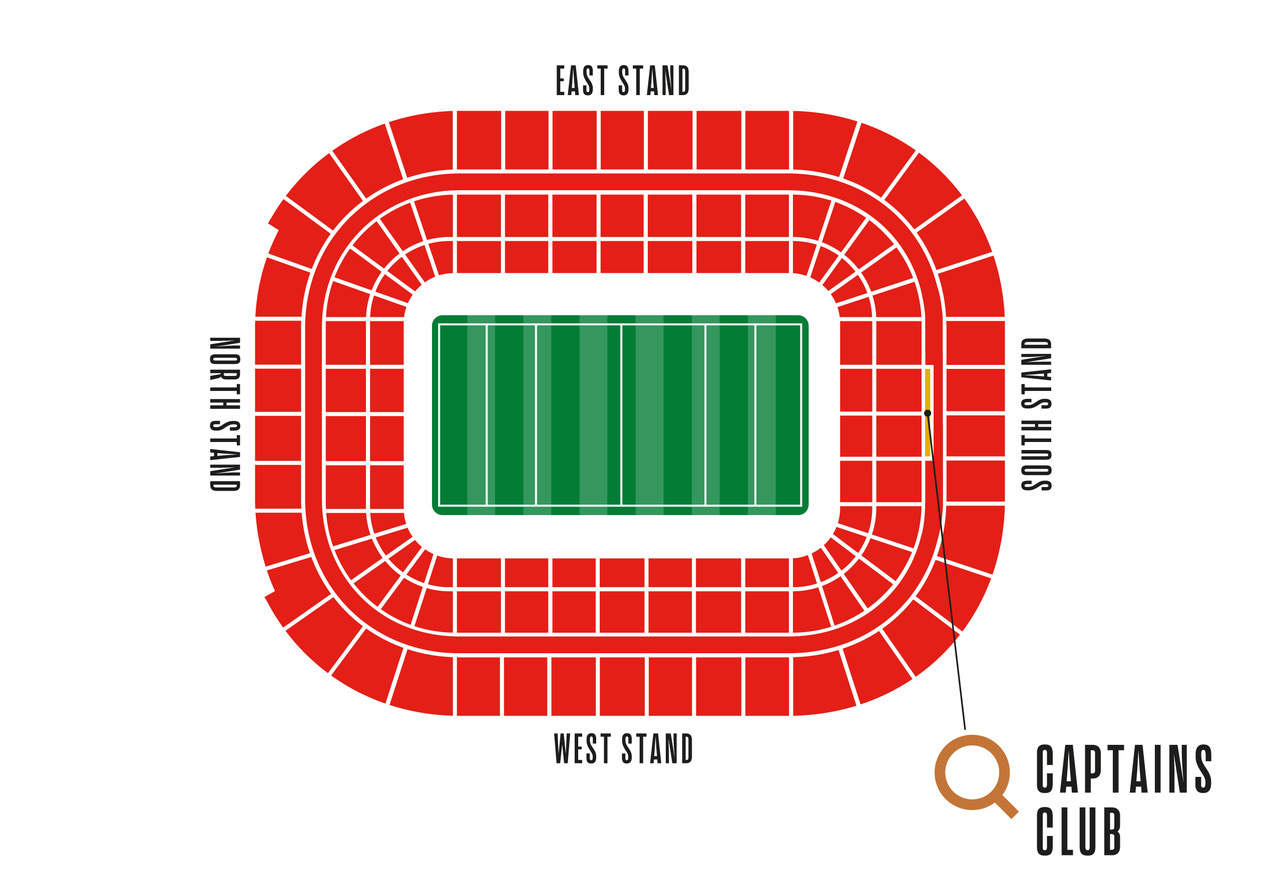 EAST STAND
NORTH STAND
SOUTH STAND
WEST STAND
CAPTAINS
CLUB